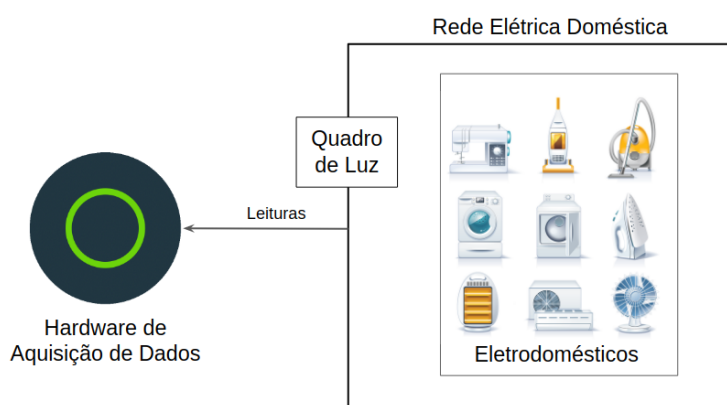 Rede Elétrica Doméstica
Quadro
de Luz
Leituras
Hardware de
Aquisição de Dados
Eletrodomésticos